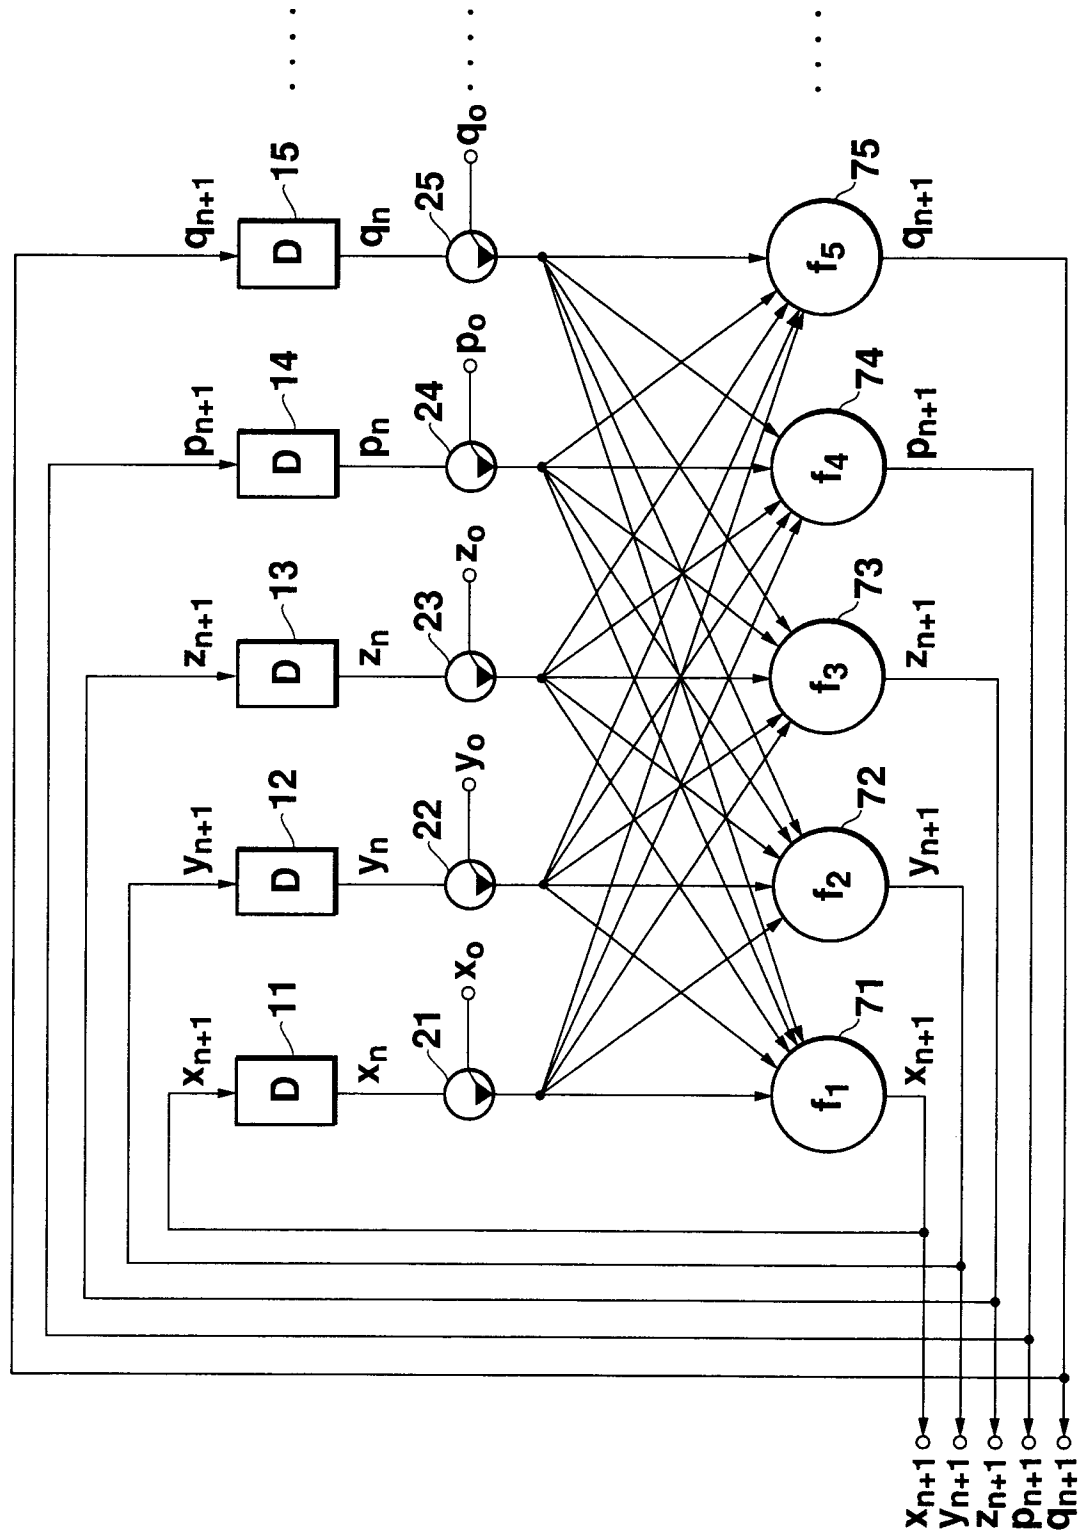 xn+1 yn+1 zn+1 pn+1 qn+1
11 12 13 14 15
D D D D D
xn yn zn pn qn
21 22 23 24 25
xo yo zo po qo
71 72 73 74 75
f1 f2 f3 f4 f5
xn+1 yn+1 zn+1 pn+1 qn+1
xn+1
yn+1
zn+1
pn+1
qn+1